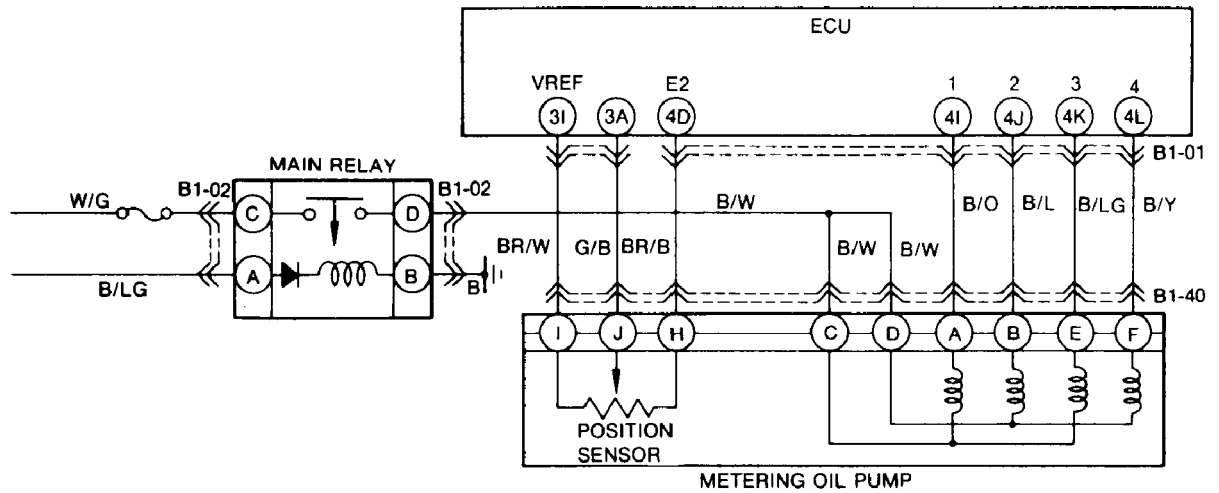 ECU
VREF E2 1 2 3 4
3I 3A 4D 4I 4J 4K 4L
B1-01
MAIN RELAY
W/G B1-02 C D B1-02
B/W
B/O B/L B/LG B/Y
BR/W G/B BR/B B/W B/W
A B
B/LG B
B1-40
I J H C D A B E F
POSITION
SENSOR
METERING OIL PUMP